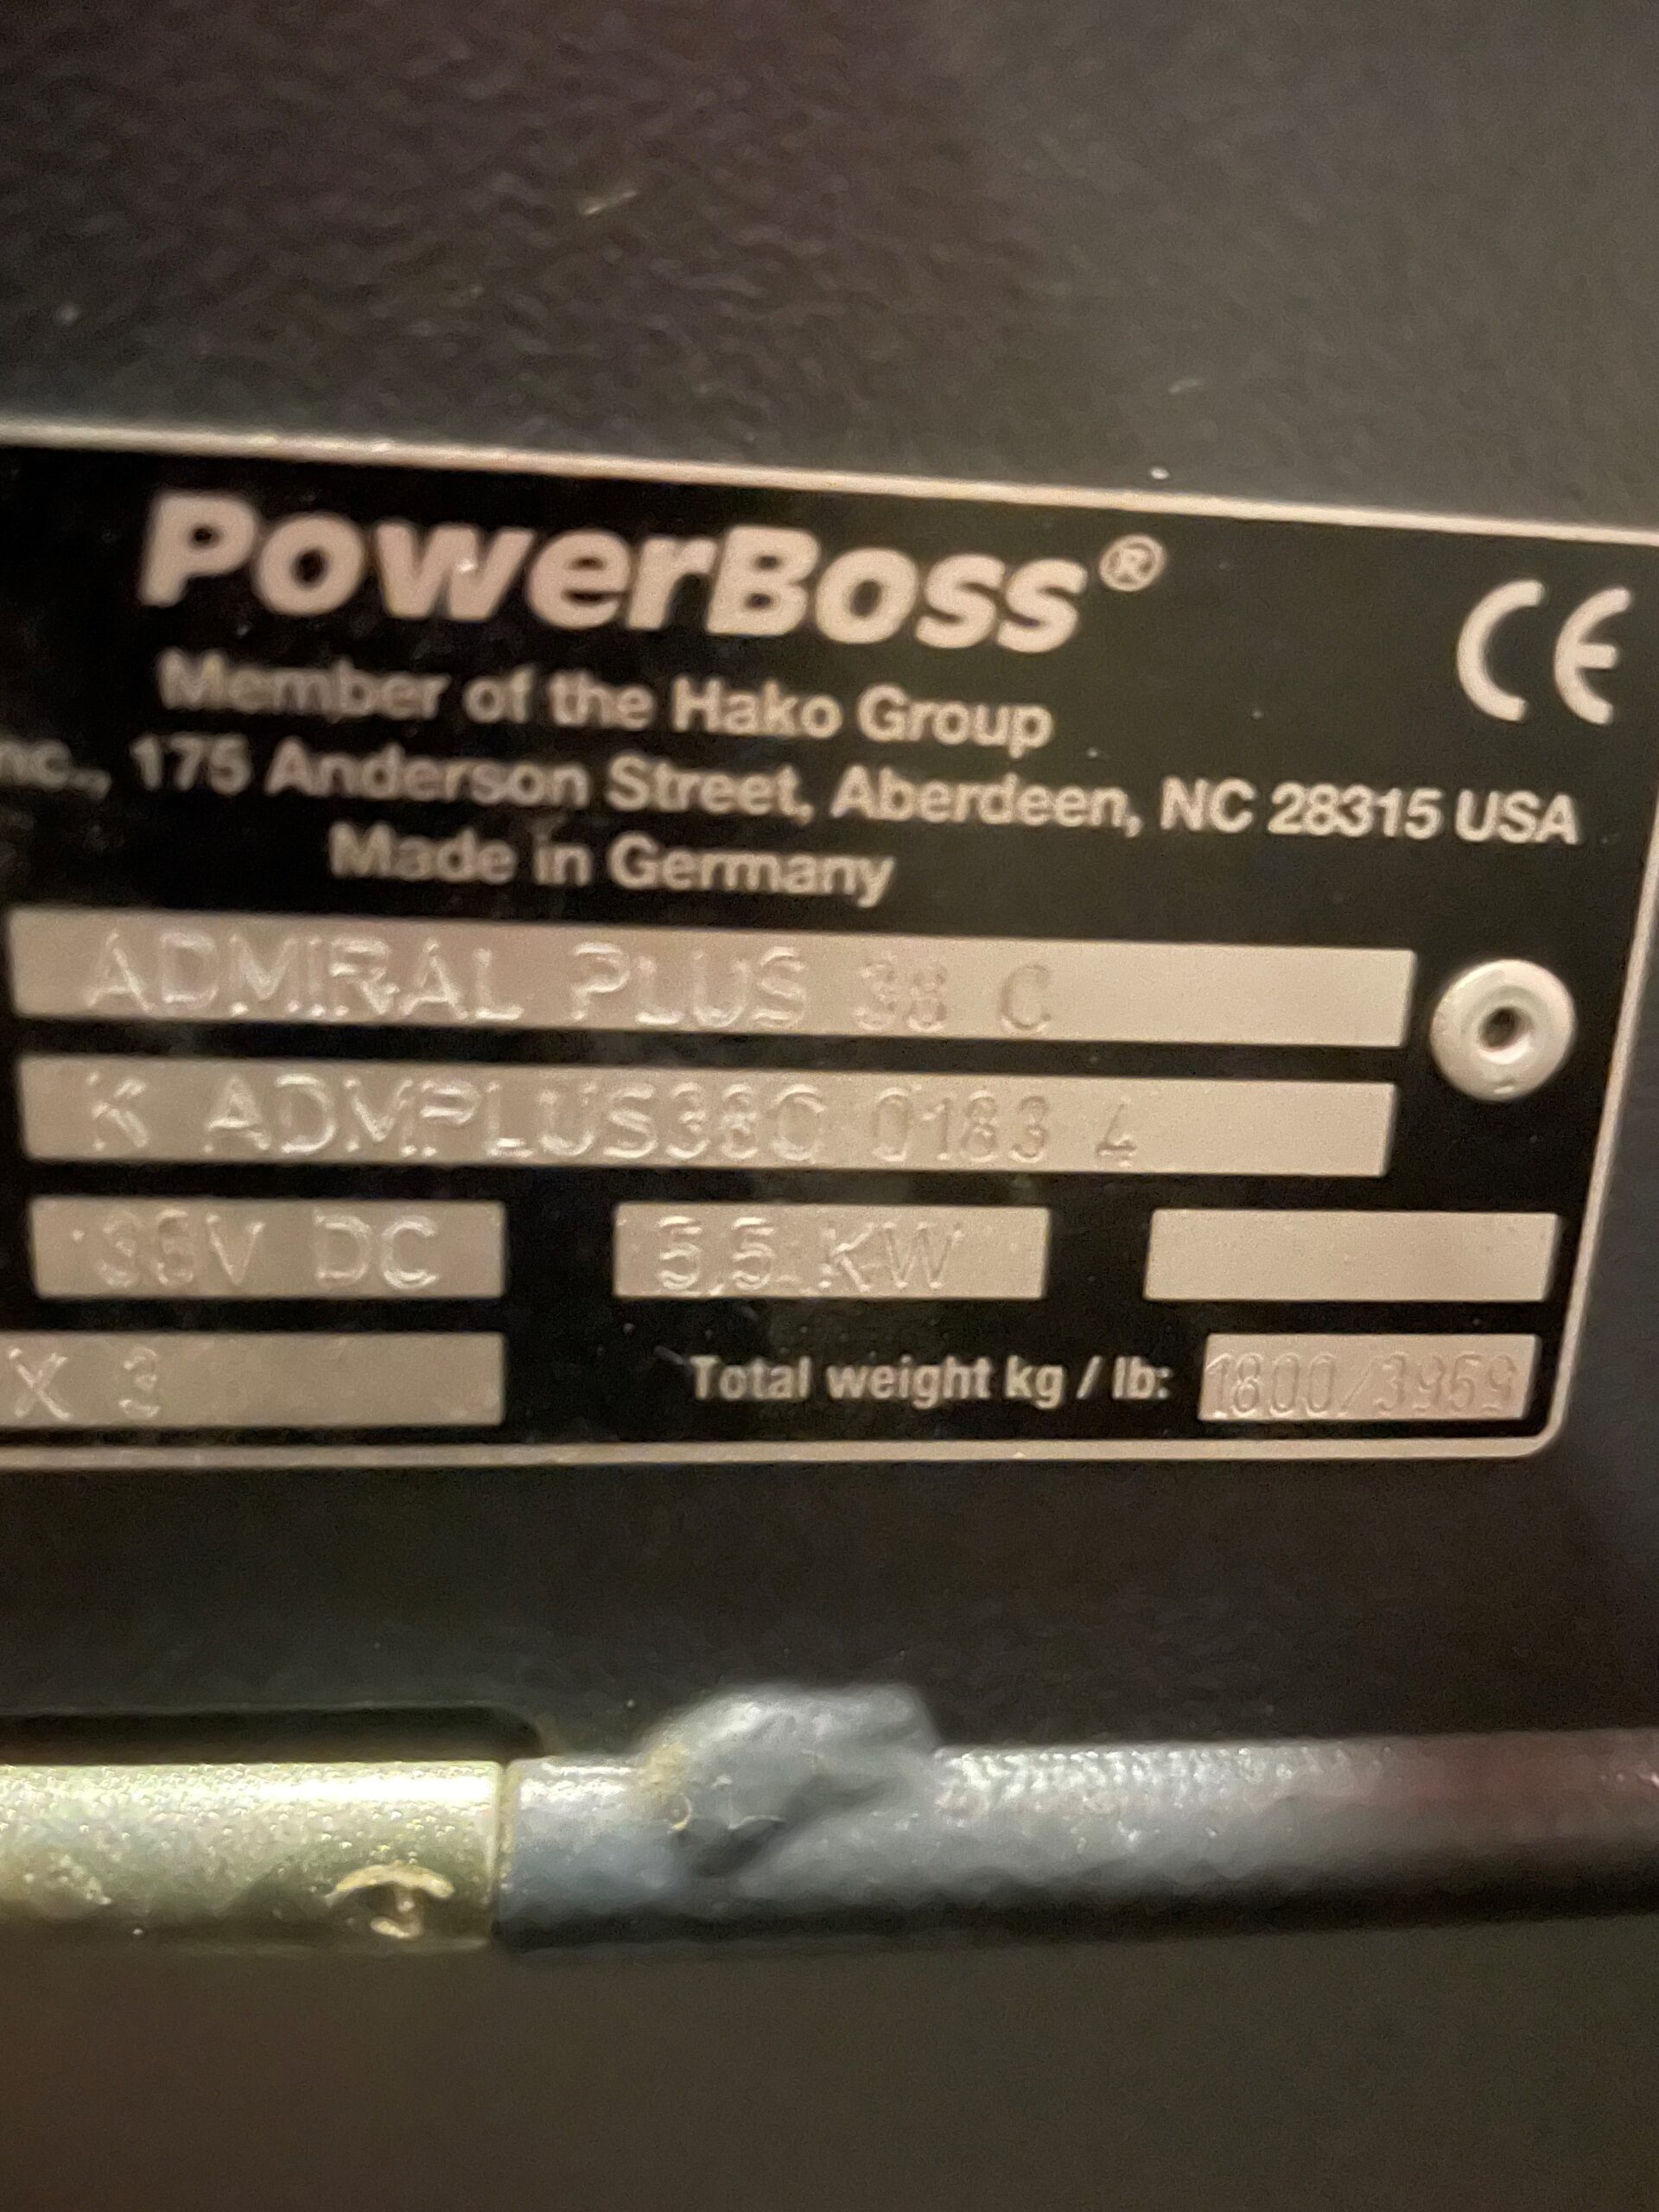 PowerBoss®
CE
Member of the Hako Group
nc., 175 Anderson Street, Aberdeen, NC 28315 USA
Made in Germany
ADMIRAL PLUS 38 C
K ADMPLUS38C 0183 4
36V DC 5,5 KW
X 3 Total weight kg / lb: 1800/3959